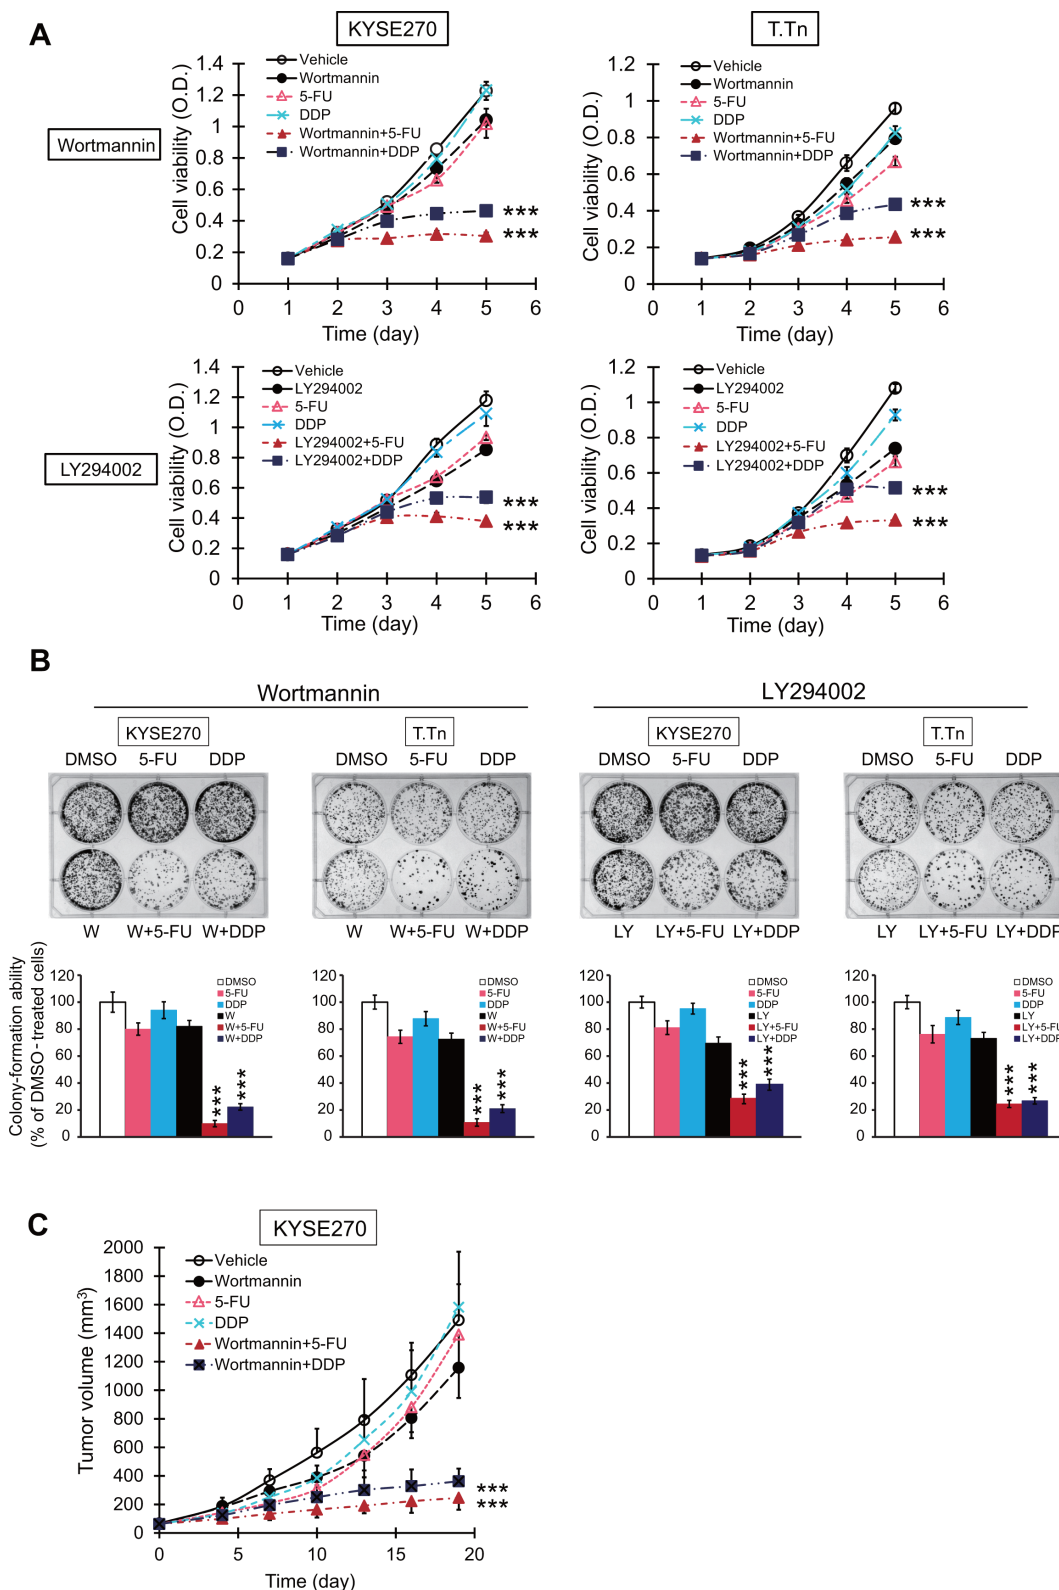 A
KYSE270
T.Tn
Wortmannin
Cell viability (O.D.)
1.4
1.2
1
0.8
0.6
0.4
0.2
0
Vehicle
Wortmannin
5-FU
DDP
Wortmannin+5-FU
Wortmannin+DDP
***
***
0 1 2 3 4 5 6
Time (day)
Cell viability (O.D.)
1.2
1
0.8
0.6
0.4
0.2
0
Vehicle
Wortmannin
5-FU
DDP
Wortmannin+5-FU
Wortmannin+DDP
***
***
0 1 2 3 4 5 6
Time (day)
LY294002
Cell viability (O.D.)
1.4
1.2
1
0.8
0.6
0.4
0.2
0
Vehicle
LY294002
5-FU
DDP
LY294002+5-FU
LY294002+DDP
***
***
0 1 2 3 4 5 6
Time (day)
Cell viability (O.D.)
1.2
1
0.8
0.6
0.4
0.2
0
Vehicle
LY294002
5-FU
DDP
LY294002+5-FU
LY294002+DDP
***
***
0 1 2 3 4 5 6
Time (day)
B
Wortmannin
LY294002
KYSE270
T.Tn
KYSE270
T.Tn
DMSO 5-FU DDP
DMSO 5-FU DDP
DMSO 5-FU DDP
DMSO 5-FU DDP
W W+5-FU W+DDP
W W+5-FU W+DDP
LY LY+5-FU LY+DDP
LY LY+5-FU LY+DDP
Colony-formation ability
(% of DMSO-treated cells)
120
100
80
60
40
20
0
DMSO
5-FU
DDP
W
W+5-FU
W+DDP
***
***
120
100
80
60
40
20
0
DMSO
5-FU
DDP
W
W+5-FU
W+DDP
***
***
120
100
80
60
40
20
0
DMSO
5-FU
DDP
LY
LY+5-FU
LY+DDP
***
***
120
100
80
60
40
20
0
DMSO
5-FU
DDP
LY
LY+5-FU
LY+DDP
***
***
C
KYSE270
Tumor volume (mm³)
2000
1800
1600
1400
1200
1000
800
600
400
200
0
Vehicle
Wortmannin
5-FU
DDP
Wortmannin+5-FU
Wortmannin+DDP
***
***
0 5 10 15 20
Time (day)